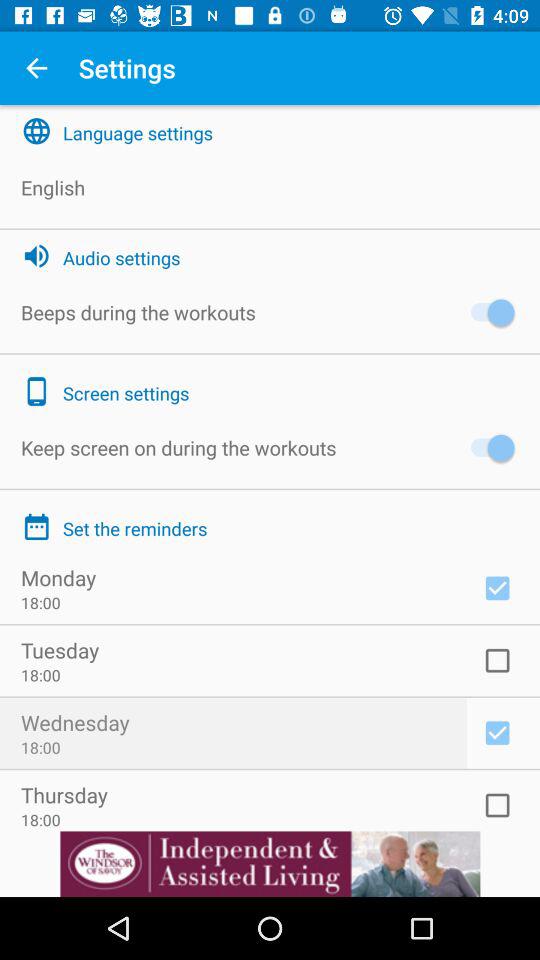 4:09
Settings
Language settings
English
Audio settings
Beeps during the workouts
Screen settings
Keep screen on during the workouts
Set the reminders
Monday
18:00
Tuesday
18:00
Wednesday
18:00
Thursday
18:00
The
WINDSOR
OF SAVOY
Independent &
Assisted Living